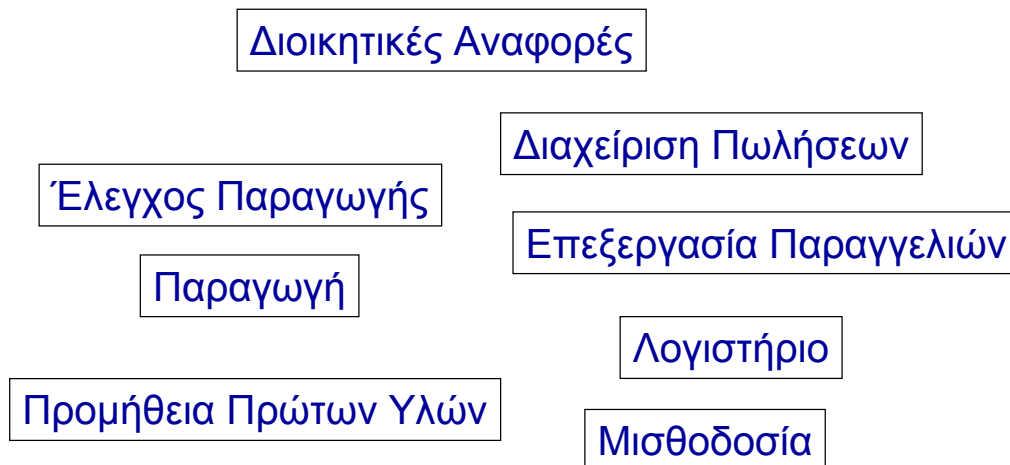 Διοικητικές Αναφορές
Διαχείριση Πωλήσεων
Έλεγχος Παραγωγής
Επεξεργασία Παραγγελιών
Παραγωγή
Λογιστήριο
Προμήθεια Πρώτων Υλών
Μισθοδοσία